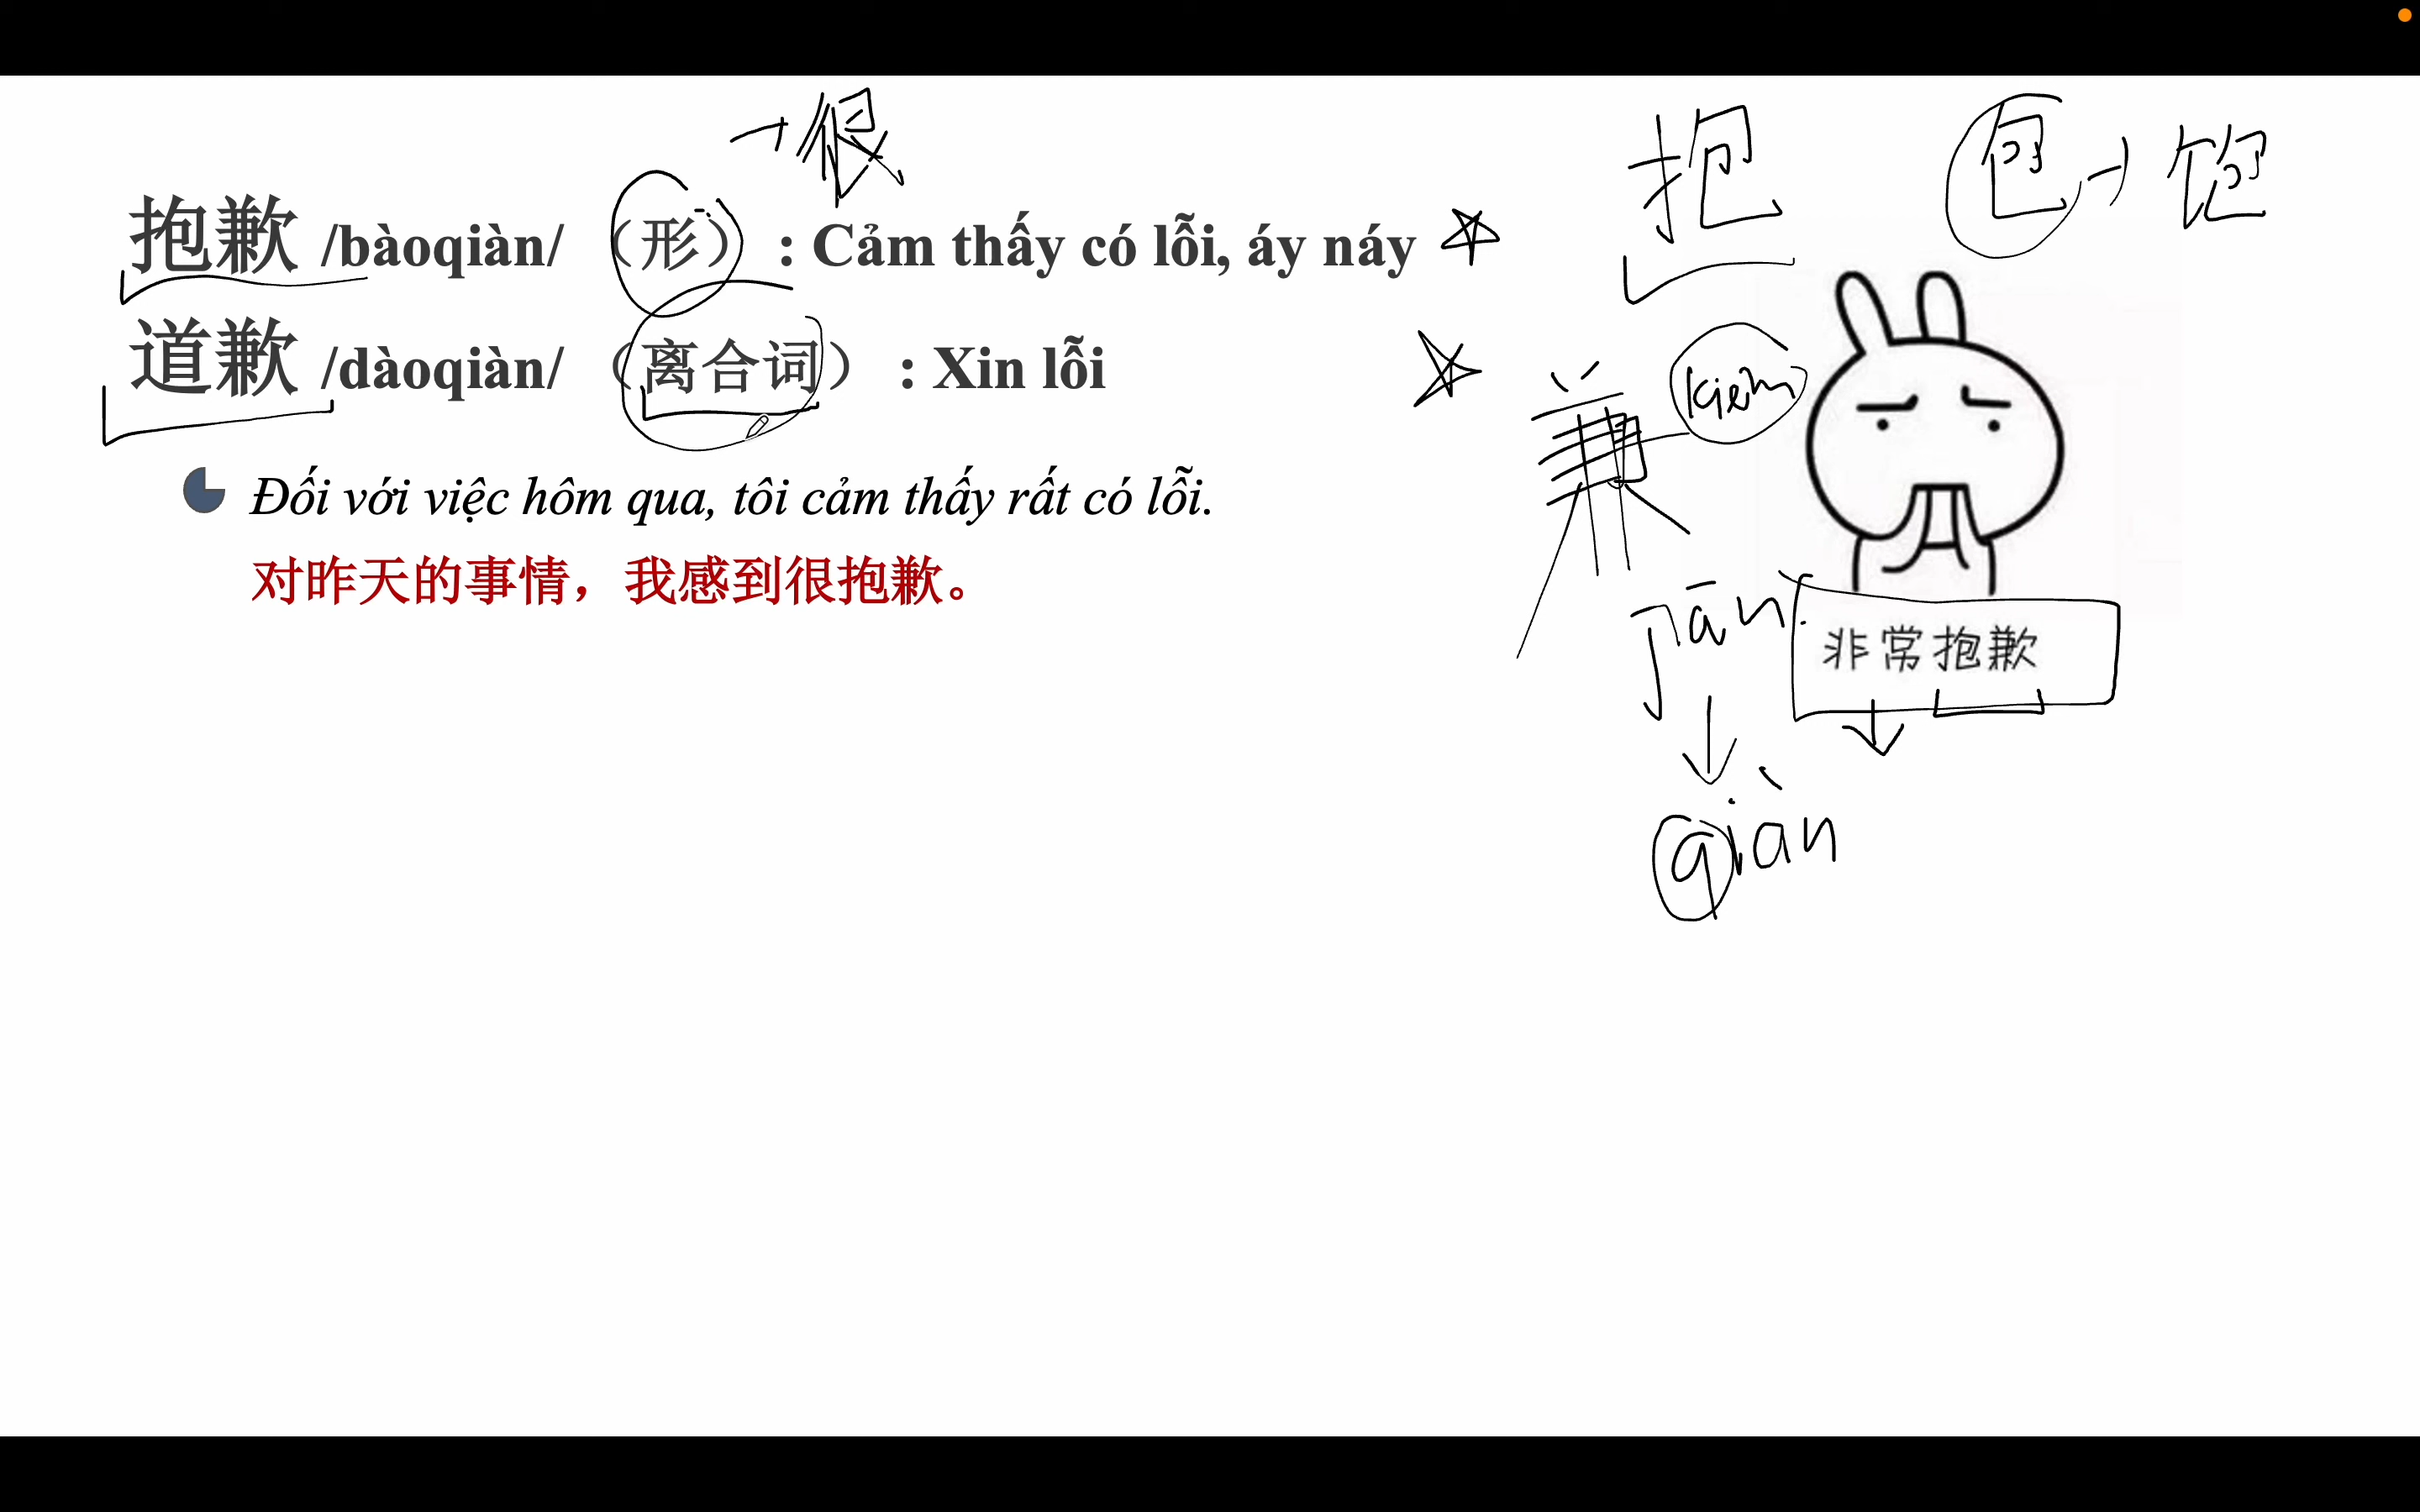 →很
抱歉 /bàoqiàn/ （形） : Cảm thấy có lỗi, áy náy
道歉 /dàoqiàn/ （离合词） : Xin lỗi
Đối với việc hôm qua, tôi cảm thấy rất có lỗi.
对昨天的事情，我感到很抱歉。
抱 包→饱
兼 kiêm
jiān
↓
qiàn
非常抱歉